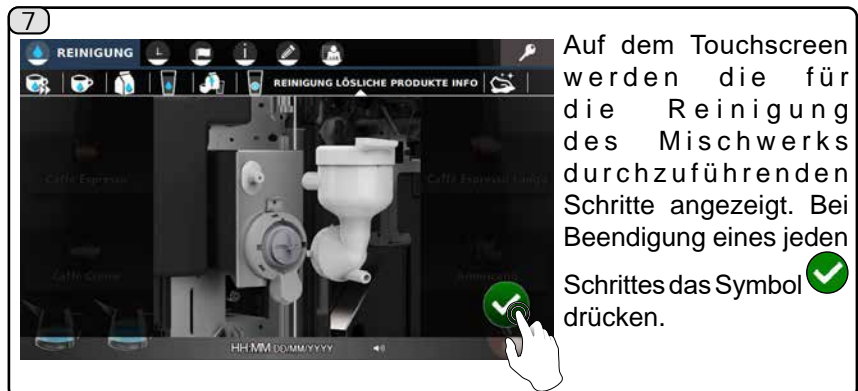 7
REINIGUNG
REINIGUNG LÖSLICHE PRODUKTE INFO
Caffè Espresso
Caffè Espresso Lungo
Caffè Creme
Americano
HH:MM DD/MM/YYYY
Auf dem Touchscreen
werden die für
die Reinigung
des Mischwerks
durchzuführenden
Schritte angezeigt. Bei
Beendigung eines jeden
Schrittes das Symbol
drücken.